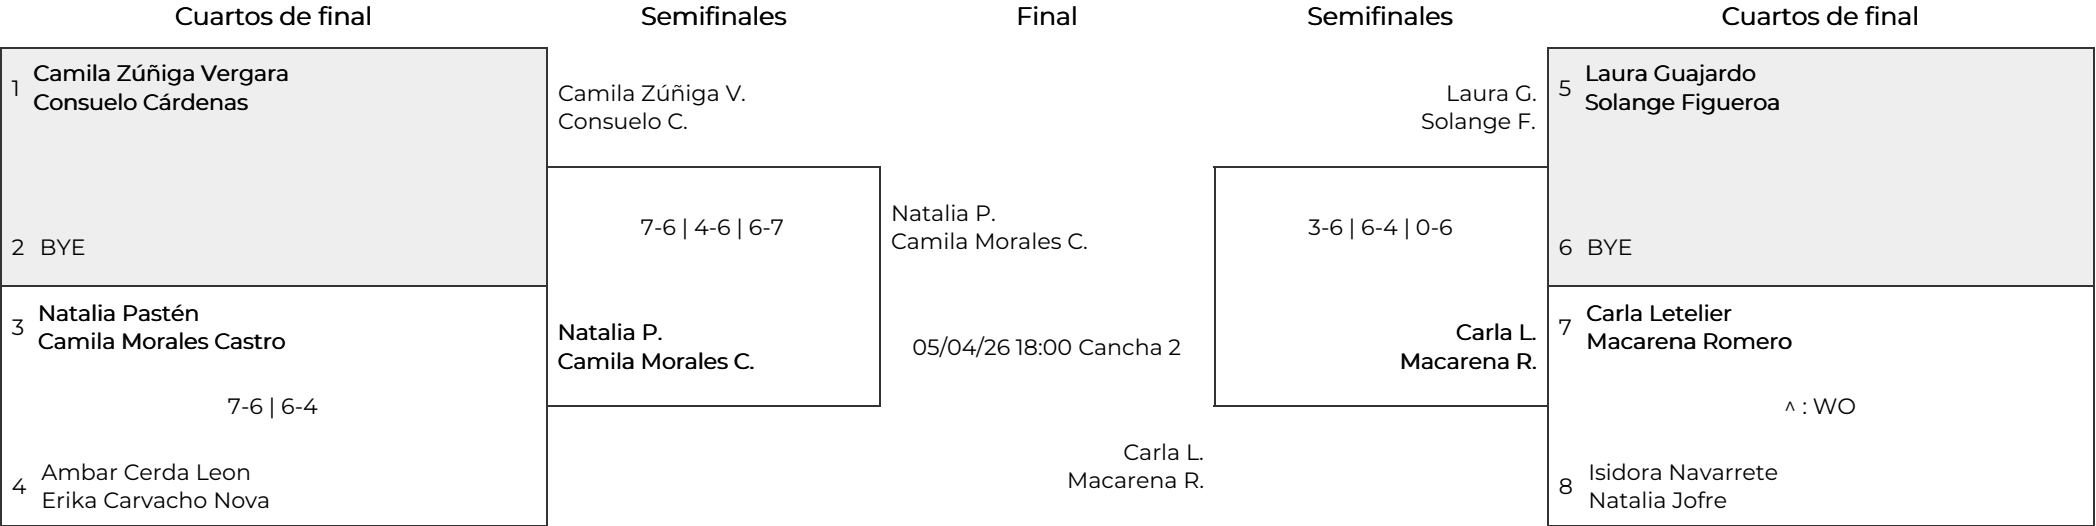 Cuartos de final
Semifinales
Final
Semifinales
Cuartos de final
1
Camila Zúñiga Vergara
Consuelo Cárdenas
2 BYE
3
Natalia Pastén
Camila Morales Castro
7-6 | 6-4
4
Ambar Cerda Leon
Erika Carvacho Nova
Camila Zúñiga V.
Consuelo C.
7-6 | 4-6 | 6-7
Natalia P.
Camila Morales C.
Natalia P.
Camila Morales C.
05/04/26 18:00 Cancha 2
Carla L.
Macarena R.
Laura G.
Solange F.
3-6 | 6-4 | 0-6
Carla L.
Macarena R.
5
Laura Guajardo
Solange Figueroa
6 BYE
7
Carla Letelier
Macarena Romero
^ : WO
8
Isidora Navarrete
Natalia Jofre